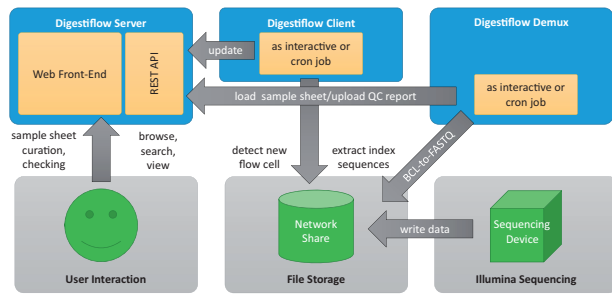 Digestiflow Server
Digestiflow Client
Digestiflow Demux
Web Front-End
REST API
update
as interactive or
cron job
as interactive or
cron job
load sample sheet/upload QC report
sample sheet
curation,
checking
browse,
search,
view
detect new
flow cell
extract index
sequences
BCL-to-FASTQ
Network
Share
write data
Sequencing
Device
User Interaction
File Storage
Illumina Sequencing